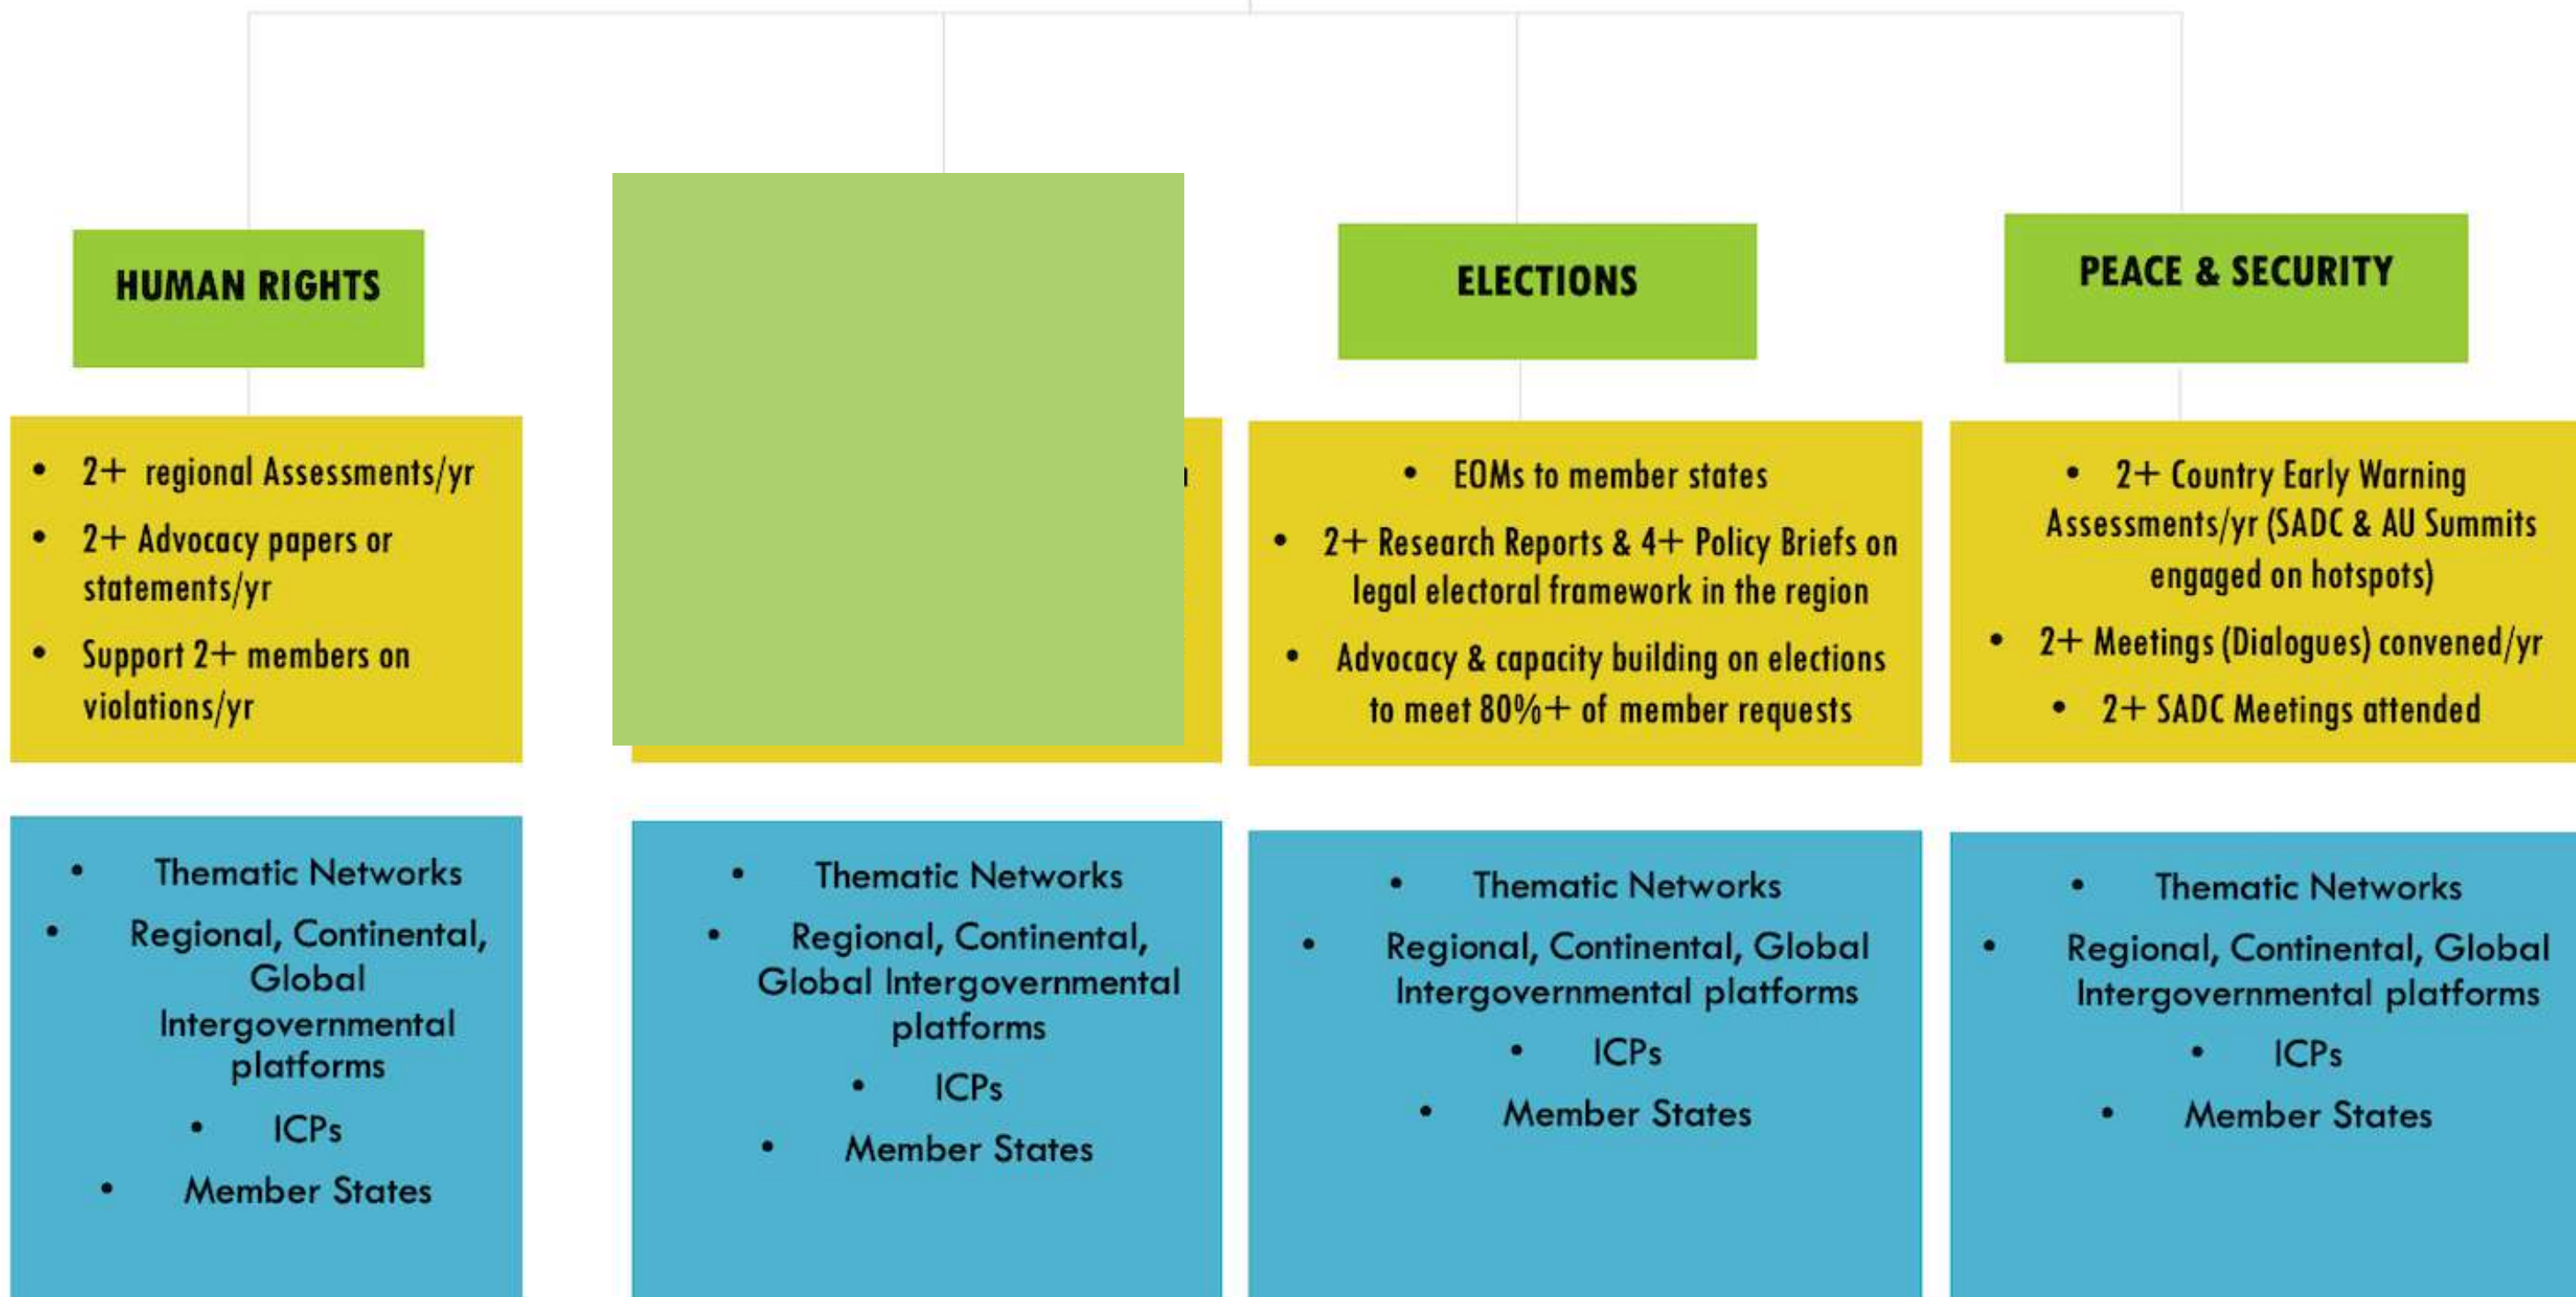 HUMAN RIGHTS
• 2+ regional Assessments/yr
• 2+ Advocacy papers or
statements/yr
• Support 2+ members on
violations/yr
• Thematic Networks
• Regional, Continental,
Global
Intergovernmental
platforms
• ICPs
• Member States
• Thematic Networks
• Regional, Continental,
Global Intergovernmental
platforms
• ICPs
• Member States
ELECTIONS
• EOMs to member states
• 2+ Research Reports & 4+ Policy Briefs on
legal electoral framework in the region
• Advocacy & capacity building on elections
to meet 80%+ of member requests
• Thematic Networks
• Regional, Continental, Global
Intergovernmental platforms
• ICPs
• Member States
PEACE & SECURITY
• 2+ Country Early Warning
Assessments/yr (SADC & AU Summits
engaged on hotspots)
• 2+ Meetings (Dialogues) convened/yr
• 2+ SADC Meetings attended
• Thematic Networks
• Regional, Continental, Global
Intergovernmental platforms
• ICPs
• Member States